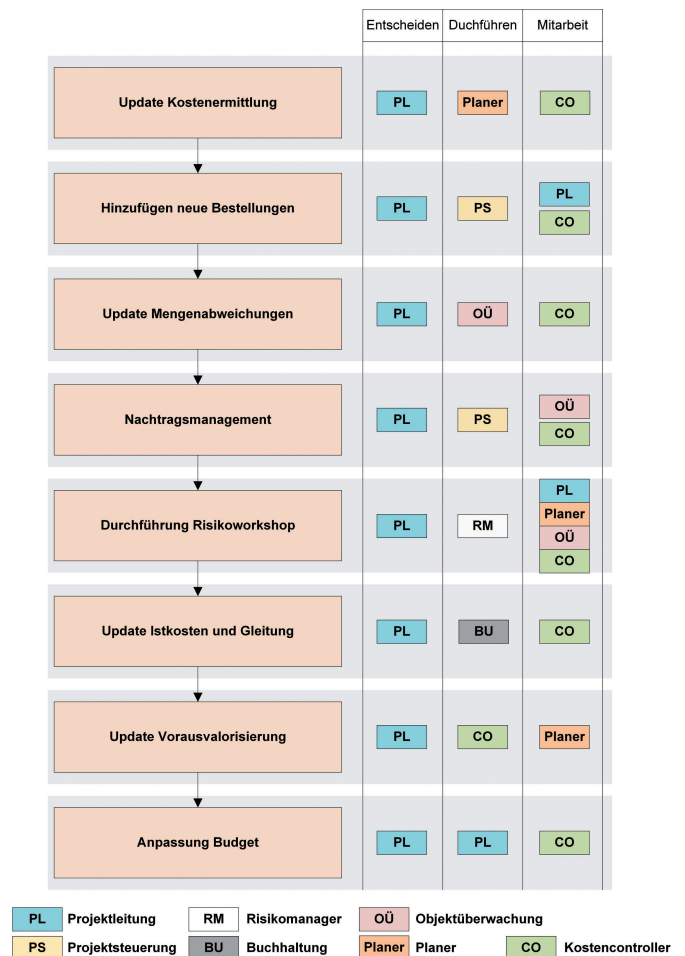 Entscheiden Duchführen Mitarbeit
Update Kostenermittlung PL Planer CO
Hinzufügen neue Bestellungen PL PS PL CO
Update Mengenabweichungen PL OÜ CO
Nachtragsmanagement PL PS OÜ CO
Durchführung Risikoworkshop PL RM PL Planer OÜ CO
Update Istkosten und Gleitung PL BU CO
Update Vorausvalorisierung PL CO Planer
Anpassung Budget PL PL CO
PL Projektleitung RM Risikomanager OÜ Objektüberwachung
PS Projektsteuerung BU Buchhaltung Planer Planer CO Kostencontroller